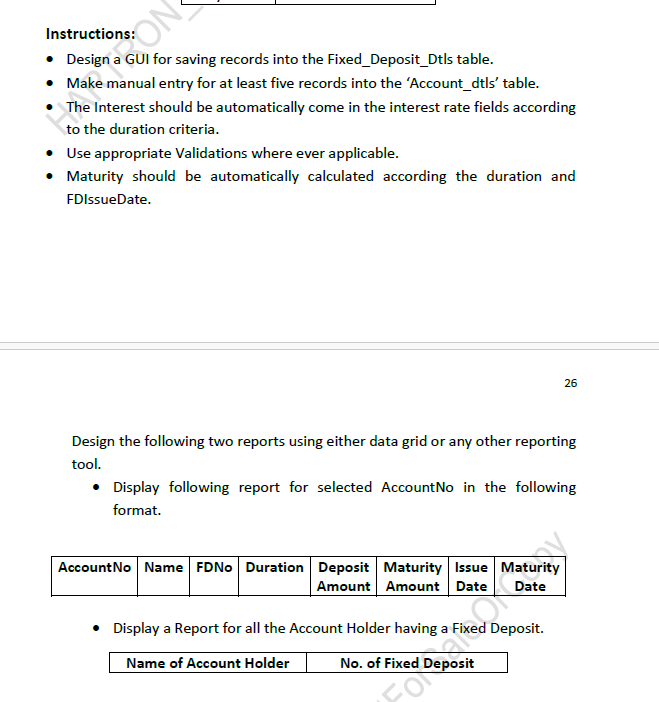 Instructions:
• Design a GUI for saving records into the Fixed_Deposit_Dtls table.
• Make manual entry for at least five records into the ‘Account_dtls’ table.
• The Interest should be automatically come in the interest rate fields according
to the duration criteria.
• Use appropriate Validations where ever applicable.
• Maturity should be automatically calculated according the duration and
FDIssueDate.
26
Design the following two reports using either data grid or any other reporting
tool.
• Display following report for selected AccountNo in the following
format.
AccountNo Name FDNo Duration Deposit Maturity Issue Maturity
Amount Amount Date Date
• Display a Report for all the Account Holder having a Fixed Deposit.
Name of Account Holder No. of Fixed Deposit
HARTRON_
ForSaleOrCopy